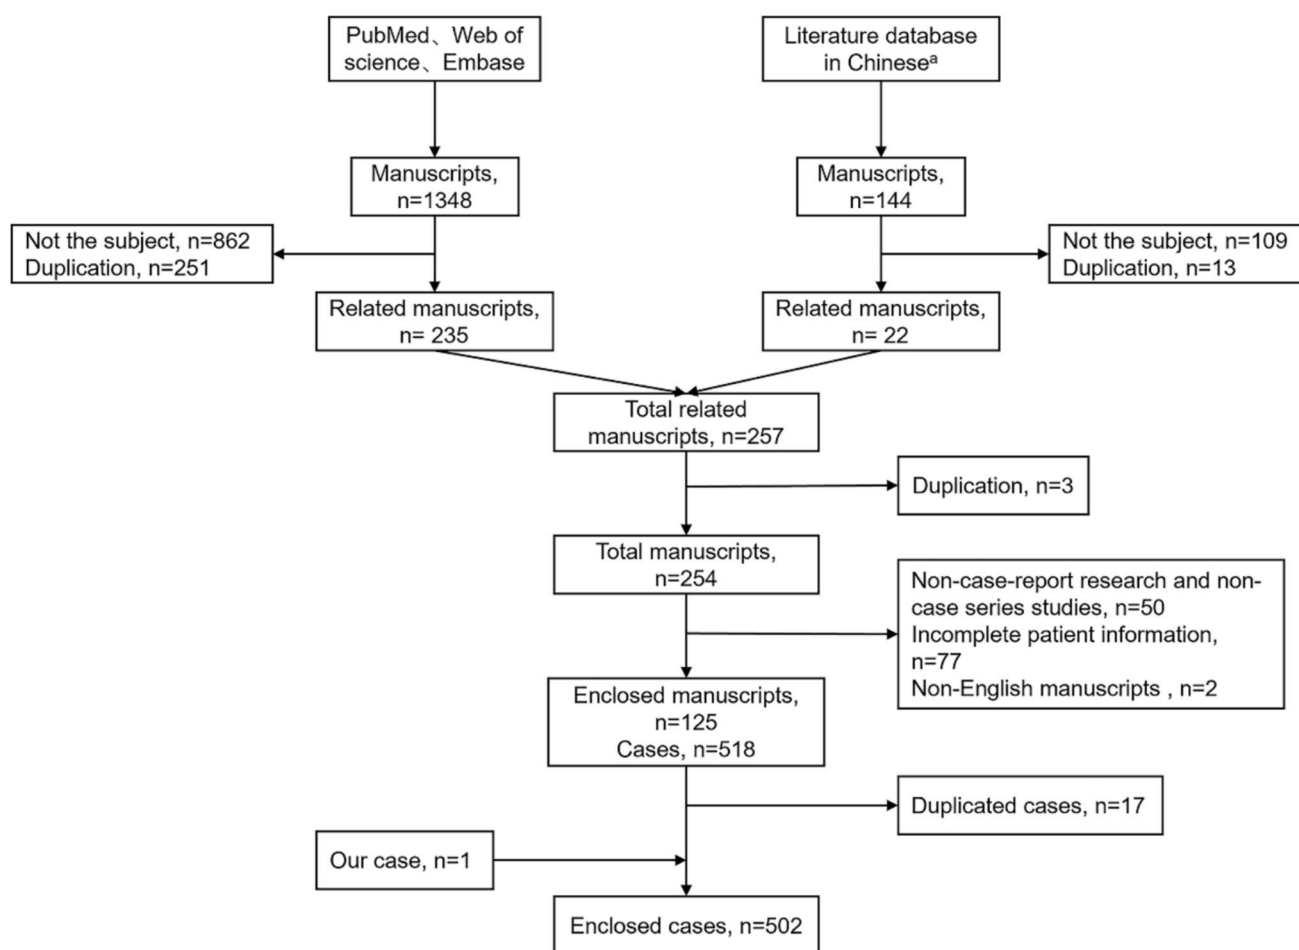 PubMed、Web of
science、Embase
Literature database
in Chineseᵃ
Manuscripts,
n=1348
Manuscripts,
n=144
Not the subject, n=862
Duplication, n=251
Not the subject, n=109
Duplication, n=13
Related manuscripts,
n= 235
Related manuscripts,
n= 22
Total related
manuscripts, n=257
Duplication, n=3
Total manuscripts,
n=254
Non-case-report research and non-
case series studies, n=50
Incomplete patient information,
n=77
Non-English manuscripts , n=2
Enclosed manuscripts,
n=125
Cases, n=518
Duplicated cases, n=17
Our case, n=1
Enclosed cases, n=502